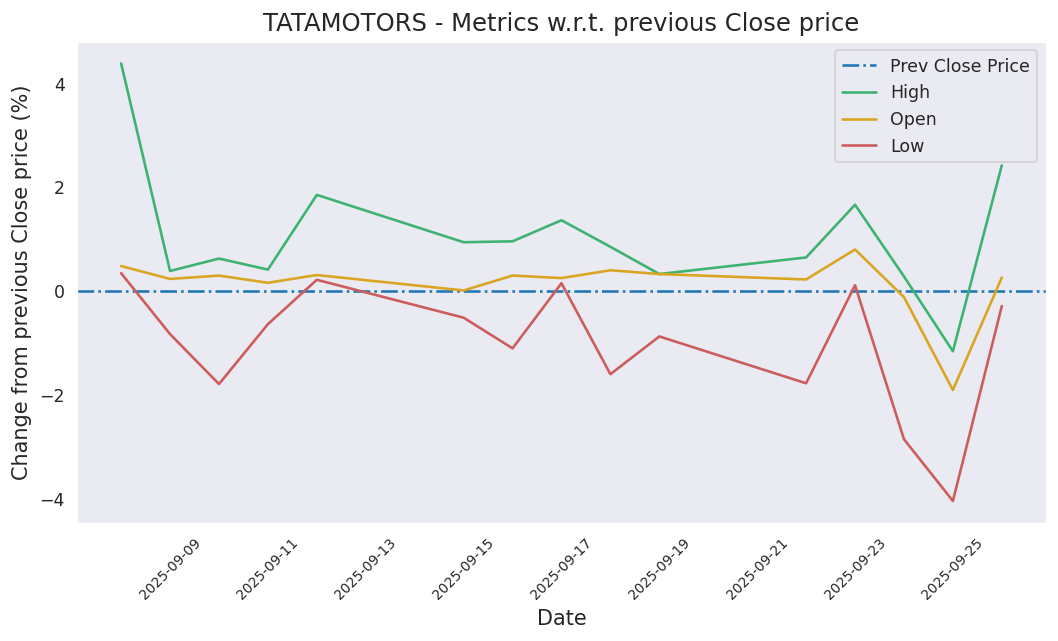 TATAMOTORS - Metrics w.r.t. previous Close price
Prev Close Price
High
Open
Low
Change from previous Close price (%)
4
2
0
−2
−4
2025-09-09
2025-09-11
2025-09-13
2025-09-15
2025-09-17
2025-09-19
2025-09-21
2025-09-23
2025-09-25
Date